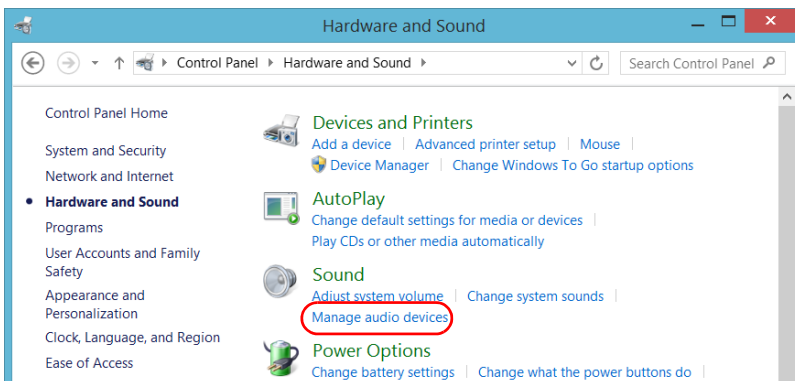 Hardware and Sound
Control Panel Hardware and Sound
Search Control Panel
Control Panel Home
System and Security
Network and Internet
Hardware and Sound
Programs
User Accounts and Family
Safety
Appearance and
Personalization
Clock, Language, and Region
Ease of Access
Devices and Printers
Add a device Advanced printer setup Mouse
Device Manager Change Windows To Go startup options
AutoPlay
Change default settings for media or devices
Play CDs or other media automatically
Sound
Adjust system volume Change system sounds
Manage audio devices
Power Options
Change battery settings Change what the power buttons do